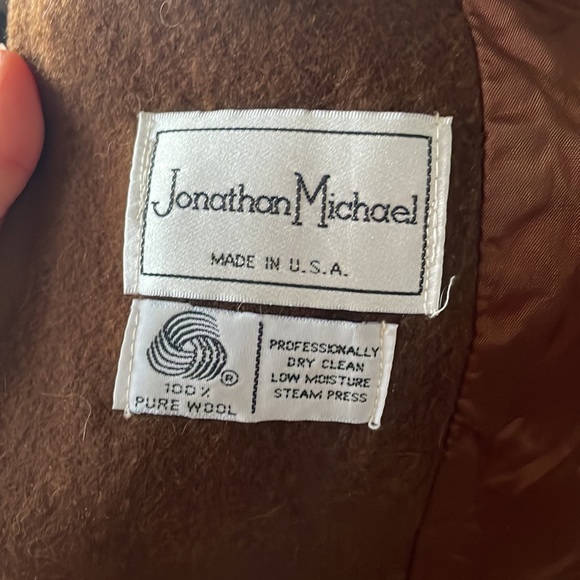 Jonathan Michael
MADE IN U.S.A.
100%
PURE WOOL
®
PROFESSIONALLY
DRY CLEAN
LOW MOISTURE
STEAM PRESS